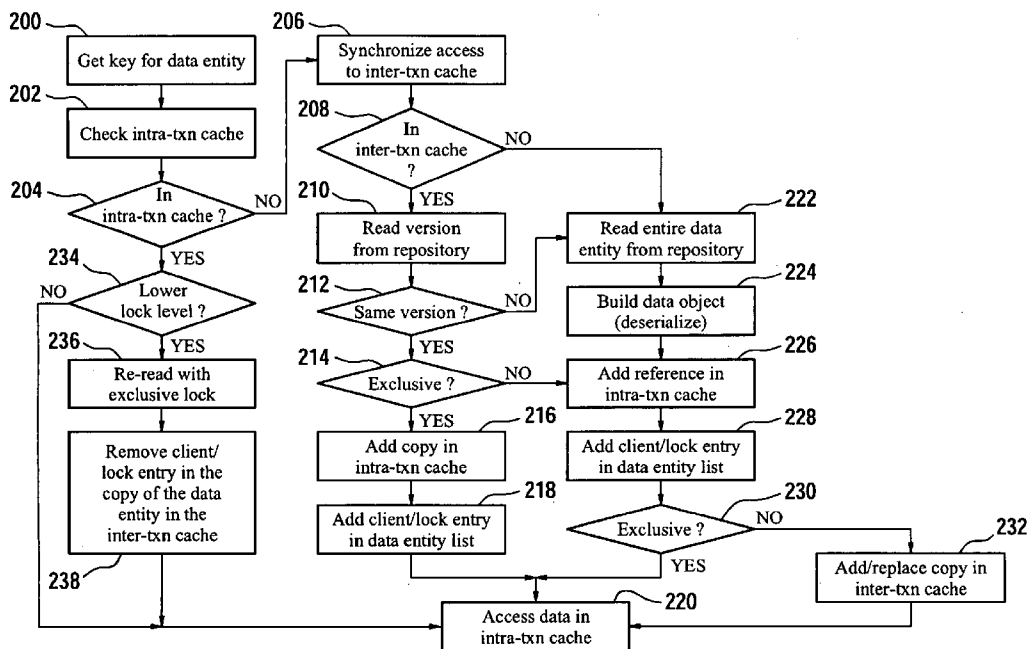 200
Get key for data entity
202
Check intra-txn cache
204
In
intra-txn cache ?
NO
YES
234
Lower
lock level ?
NO
YES
236
Re-read with
exclusive lock
Remove client/
lock entry in the
copy of the data
entity in the
inter-txn cache
238
206
Synchronize access
to inter-txn cache
208
In
inter-txn cache
?
NO
YES
210
Read version
from repository
212
Same version ?
NO
YES
214
Exclusive ?
NO
YES
216
Add copy in
intra-txn cache
218
Add client/lock entry
in data entity list
222
Read entire data
entity from repository
224
Build data object
(deserialize)
226
Add reference in
intra-txn cache
228
Add client/lock entry
in data entity list
230
Exclusive ?
NO
YES
232
Add/replace copy in
inter-txn cache
220
Access data in
intra-txn cache